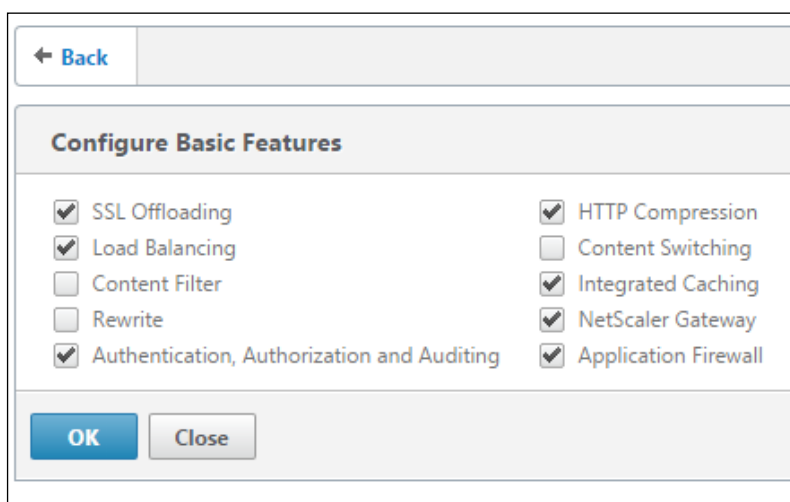 Back
Configure Basic Features
SSL Offloading
HTTP Compression
Load Balancing
Content Switching
Content Filter
Integrated Caching
Rewrite
NetScaler Gateway
Authentication, Authorization and Auditing
Application Firewall
OK
Close